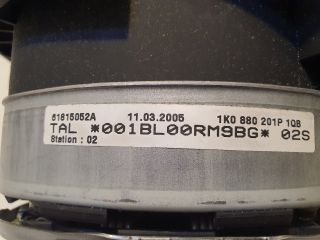 61815052A 11.03.2005 1K0 880 201P 1QB
TAL *001BL00RM9BG* 02S
Station : 02